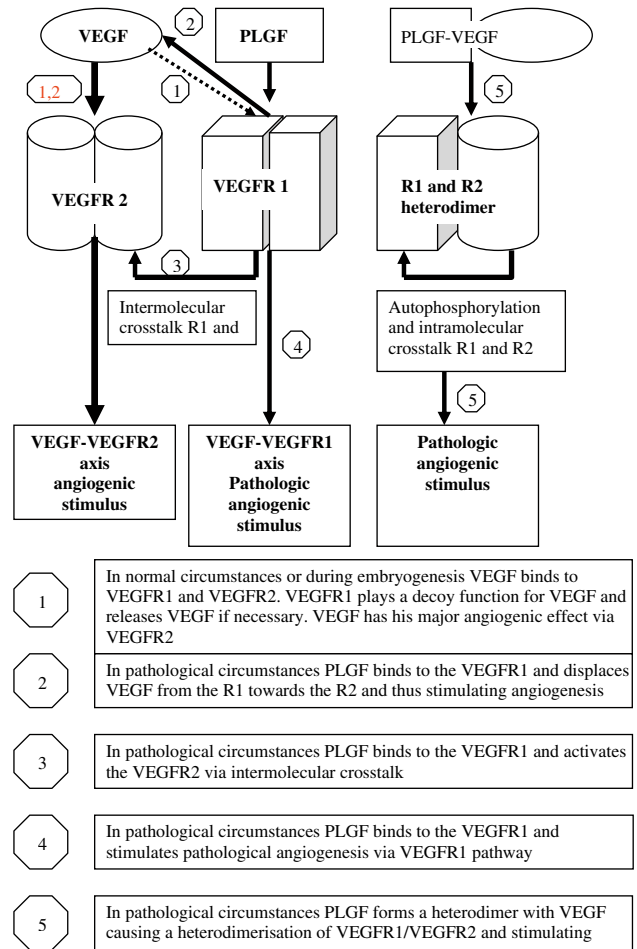 VEGF
2
PLGF
PLGF-VEGF
1,2
1
5
VEGFR 2
VEGFR 1
R1 and R2
heterodimer
3
Intermolecular
crosstalk R1 and
4
Autophosphorylation
and intramolecular
crosstalk R1 and R2
5
VEGF-VEGFR2
axis
angiogenic
stimulus
VEGF-VEGFR1
axis
Pathologic
angiogenic
stimulus
Pathologic
angiogenic
stimulus
1
In normal circumstances or during embryogenesis VEGF binds to
VEGFR1 and VEGFR2. VEGFR1 plays a decoy function for VEGF and
releases VEGF if necessary. VEGF has his major angiogenic effect via
VEGFR2
2
In pathological circumstances PLGF binds to the VEGFR1 and displaces
VEGF from the R1 towards the R2 and thus stimulating angiogenesis
3
In pathological circumstances PLGF binds to the VEGFR1 and activates
the VEGFR2 via intermolecular crosstalk
4
In pathological circumstances PLGF binds to the VEGFR1 and
stimulates pathological angiogenesis via VEGFR1 pathway
5
In pathological circumstances PLGF forms a heterodimer with VEGF
causing a heterodimerisation of VEGFR1/VEGFR2 and stimulating